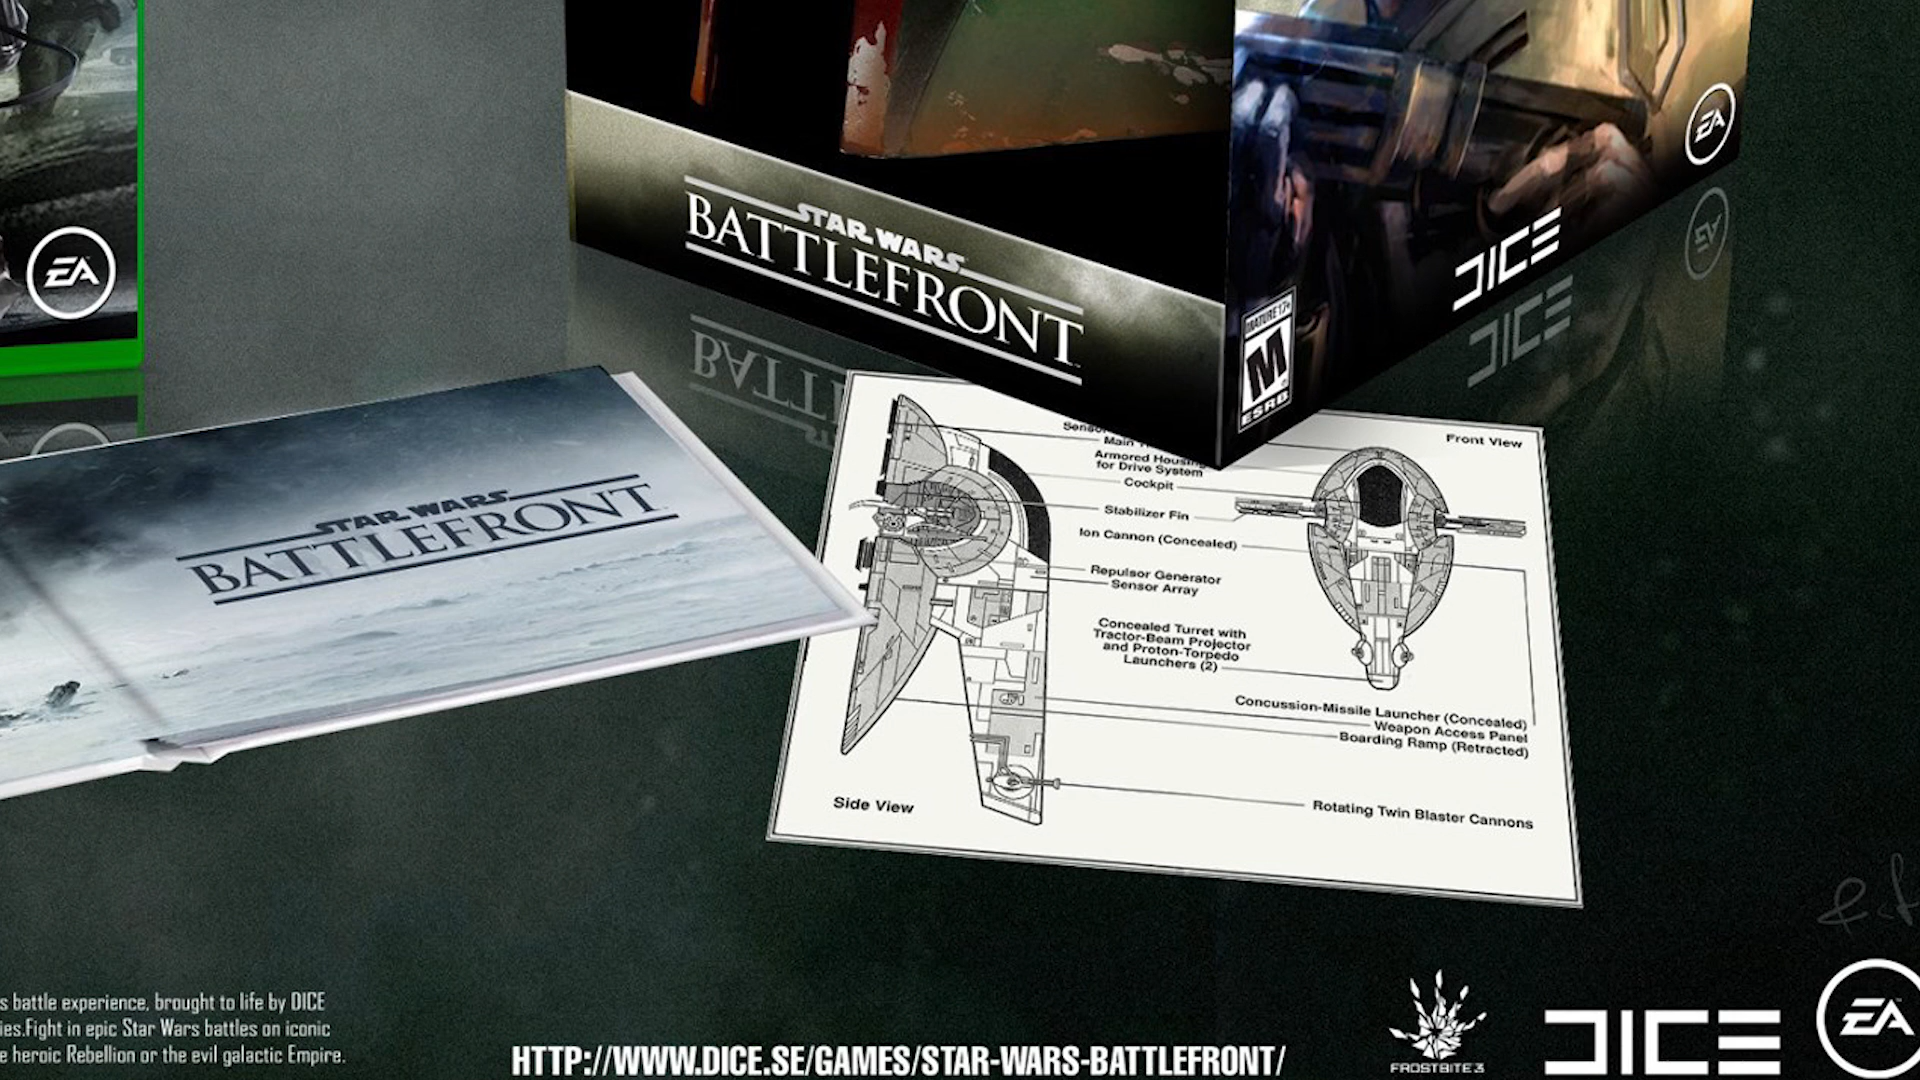 EA
STAR WARS
BATTLEFRONT
EA
DICE
MATURE 17+
M
ESRB
STAR WARS
BATTLEFRONT
Front View
Main
Armored Housing
for Drive System
Cockpit
Stabilizer Fin
Ion Cannon (Concealed)
Repulsor Generator
Sensor Array
Concealed Turret with
Tractor-Beam Projector
and Proton-Torpedo
Launchers (2)
Concussion-Missile Launcher (Concealed)
Weapon Access Panel
Boarding Ramp (Retracted)
Rotating Twin Blaster Cannons
Side View
s battle experience, brought to life by DICE
ies.Fight in epic Star Wars battles on iconic
e heroic Rebellion or the evil galactic Empire.
HTTP://WWW.DICE.SE/GAMES/STAR-WARS-BATTLEFRONT/
FROSTBITE 3
DICE
EA